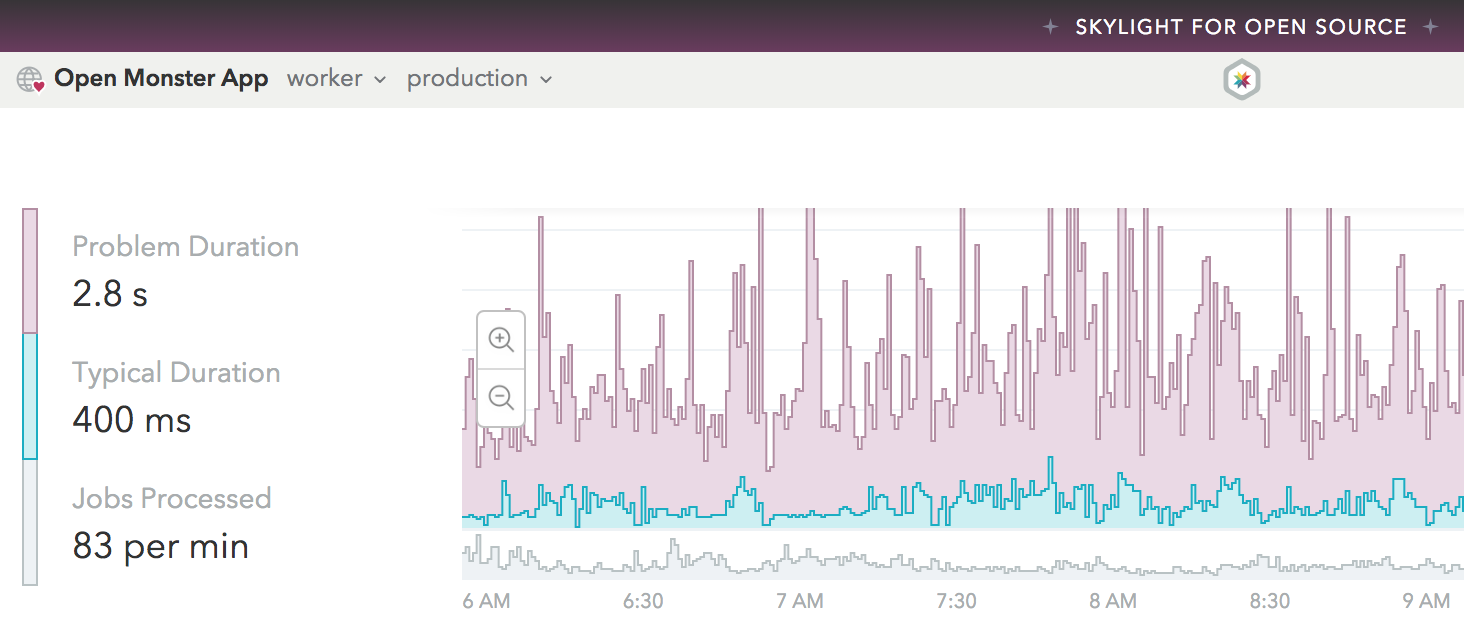 SKYLIGHT FOR OPEN SOURCE
Open Monster App worker production
Problem Duration
2.8 s
Typical Duration
400 ms
Jobs Processed
83 per min
6 AM 6:30 7 AM 7:30 8 AM 8:30 9 AM